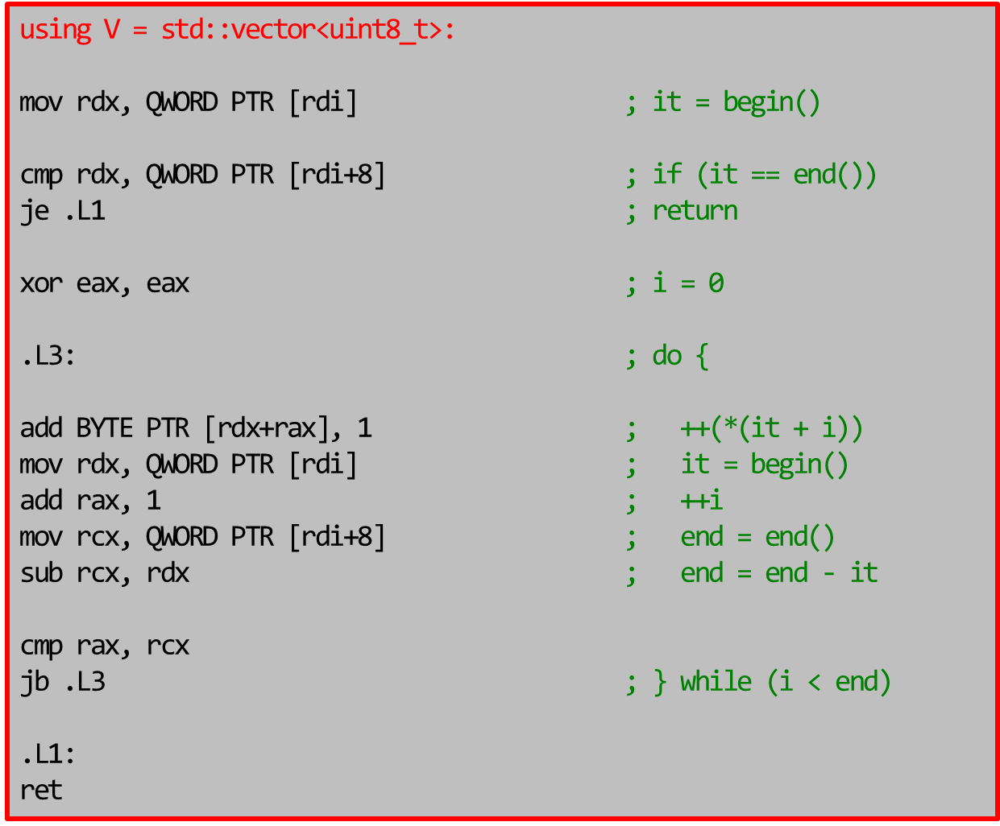 using V = std::vector<uint8_t>:
mov rdx, QWORD PTR [rdi] ; it = begin()
cmp rdx, QWORD PTR [rdi+8] ; if (it == end())
je .L1 ; return
xor eax, eax ; i = 0
.L3: ; do {
add BYTE PTR [rdx+rax], 1 ; ++(*(it + i))
mov rdx, QWORD PTR [rdi] ; it = begin()
add rax, 1 ; ++i
mov rcx, QWORD PTR [rdi+8] ; end = end()
sub rcx, rdx ; end = end - it
cmp rax, rcx
jb .L3 ; } while (i < end)
.L1:
ret